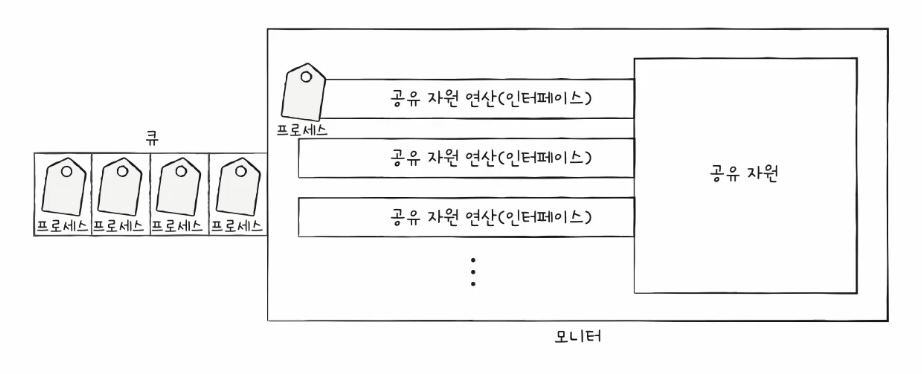 공유 자원 연산(인터페이스)
프로세스
큐
공유 자원 연산(인터페이스)
공유 자원
프로세스 프로세스 프로세스 프로세스
공유 자원 연산(인터페이스)
모니터